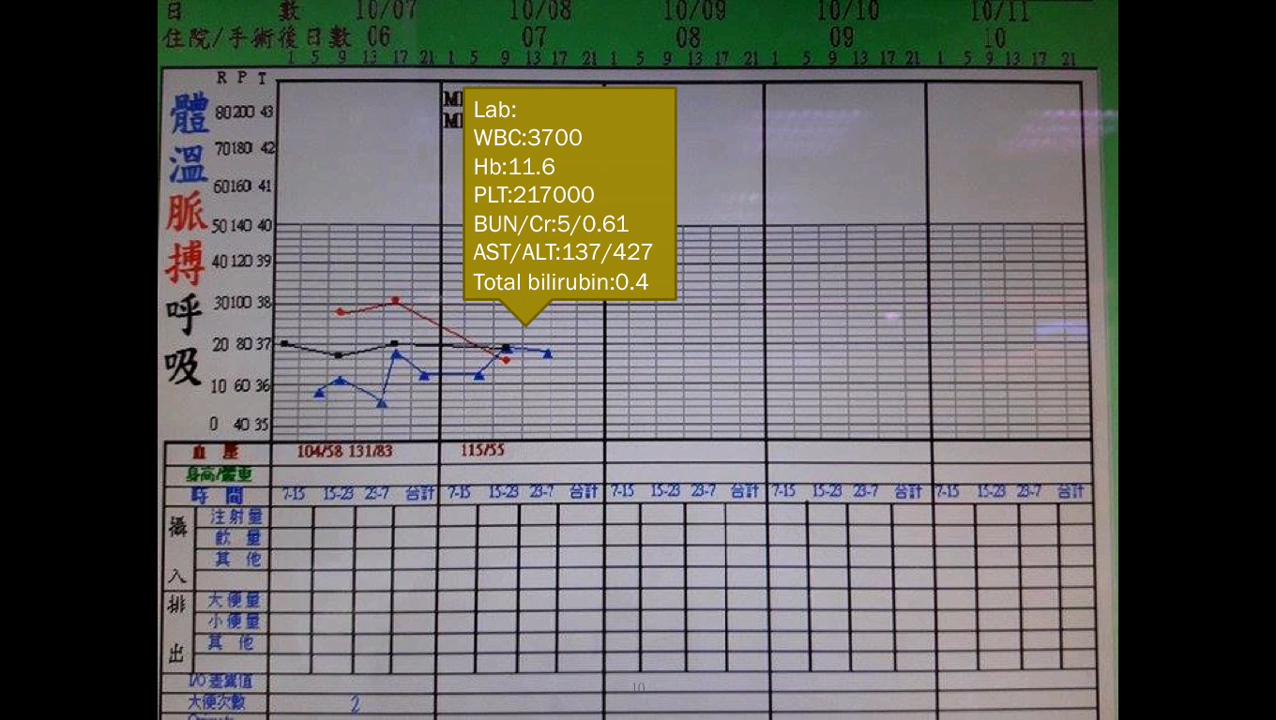 日 數 10/07 10/08 10/09 10/10 10/11
住院/手術後日數 06 07 08 09 10
1 5 9 13 17 21 1 5 9 13 17 21 1 5 9 13 17 21 1 5 9 13 17 21 1 5 9 13 17 21
R P T
體溫脈搏呼吸
80 200 43
70 180 42
60 160 41
50 140 40
40 120 39
30 100 38
20 80 37
10 60 36
0 40 35
Lab:
WBC:3700
Hb:11.6
PLT:217000
BUN/Cr:5/0.61
AST/ALT:137/427
Total bilirubin:0.4
血 壓 104/58 131/83 115/55
身高/體重
時 間 7-15 15-23 23-7 合計 7-15 15-23 23-7 合計 7-15 15-23 23-7 合計 7-15 15-23 23-7 合計 7-15 15-23 23-7 合計
攝入
注射量
飲 量
其 他
排出
大便量
小便量
其 他
I/O差異值
10
大便次數 2